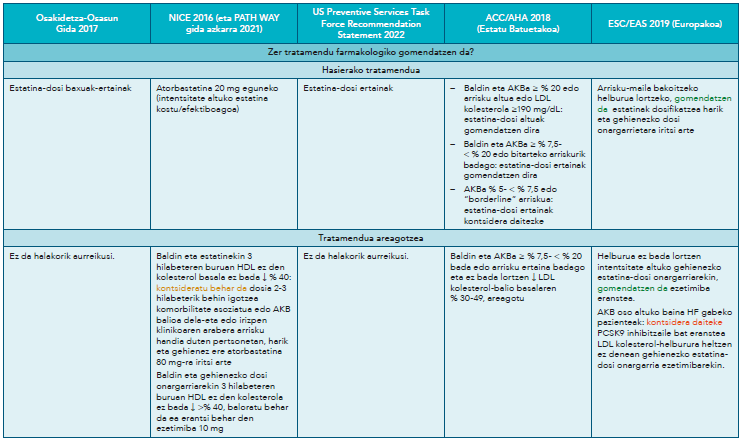 Osakidetza-Osasun
Gida 2017
NICE 2016 (eta PATH WAY
gida azkarra 2021)
US Preventive Services Task
Force Recommendation
Statement 2022
ACC/AHA 2018
(Estatu Batuetakoa)
ESC/EAS 2019 (Europakoa)
Zer tratamendu farmakologiko gomendatzen da?
Hasierako tratamendua
Estatina-dosi baxuak-ertainak
Atorbastatina 20 mg eguneko
(intentsitate altuko estatina
kostu/efektiboagoa)
Estatina-dosi ertainak
– Baldin eta AKBa ≥ % 20 edo
arrisku altua edo LDL
kolesterola ≥190 mg/dL:
estatina-dosi altuak
gomendatzen dira
– Baldin eta AKBa ≥ % 7,5-
< % 20 edo bitarteko arriskurik
badago: estatina-dosi ertainak
gomendatzen dira
– AKBa % 5- < % 7,5 edo
“borderline” arriskua:
estatina-dosi ertainak
kontsidera daitezke
Arrisku-maila bakoitzeko
helburua lortzeko, gomendatzen
da estatinak dosifikatzea harik
eta gehienezko dosi
onargarrietara iritsi arte
Tratamendua areagotzea
Ez da halakorik aurreikusi.
Baldin eta estatinekin 3
hilabeteren buruan HDL ez den
kolesterol basala ez bada ↓ % 40:
kontsideratu behar da dosia 2-3
hilabeterik behin igotzea
komorbilitate asozietua edo AKB
balioa dela-eta edo irizpen
klinikoaren arabera arrisku
handia duten pertsonetan, harik
eta gehienez ere atorbastatina
80 mg-ra iritsi arte
Baldin eta gehienezko dosi
onargarriarekin 3 hilabeteren
buruan HDL ez den kolesterola
ez bada ↓ >% 40, baloratu behar
da ea erantsi behar den
ezetimiba 10 mg
Ez da halakorik aurreikusi.
Baldin eta AKBa ≥ % 7,5- < % 20
bada edo arrisku ertaina badago
eta ez bada lortzen ↓ LDL
kolesterol-balio basalaren
% 30-49, areagotu
Helburua ez bada lortzen
intentsitate altuko gehienezko
estatina-dosi onargarriarekin,
gomendatzen da ezetimiba
eranstea.
AKB oso altuko baina HF gabeko
pazienteak: kontsidera daiteke
PCSK9 inhibitzaile bat eranstea
LDL kolesterol-helburura heltzen
ez denean gehienezko estatina-
dosi onargarria ezetimibarekin.